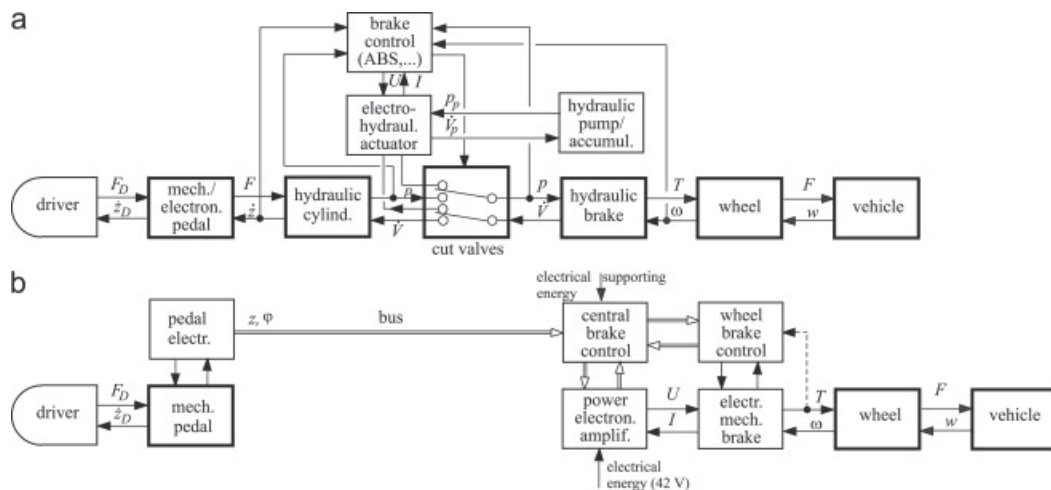 a
brake
control
(ABS,...)
U I
electro-
hydraul.
actuator
p_p
V̇_p
hydraulic
pump/
accumul.
driver
F_D
ż_D
mech./
electron.
pedal
F
ż
hydraulic
cylind.
p
V̇
cut valves
p
V̇
hydraulic
brake
T
ω
wheel
F
w
vehicle
b
pedal
electr.
z, φ
bus
electrical supporting
energy
central
brake
control
wheel
brake
control
driver
F_D
ż_D
mech.
pedal
power
electron.
amplif.
U
I
electr.
mech.
brake
T
ω
wheel
F
w
vehicle
electrical
energy (42 V)